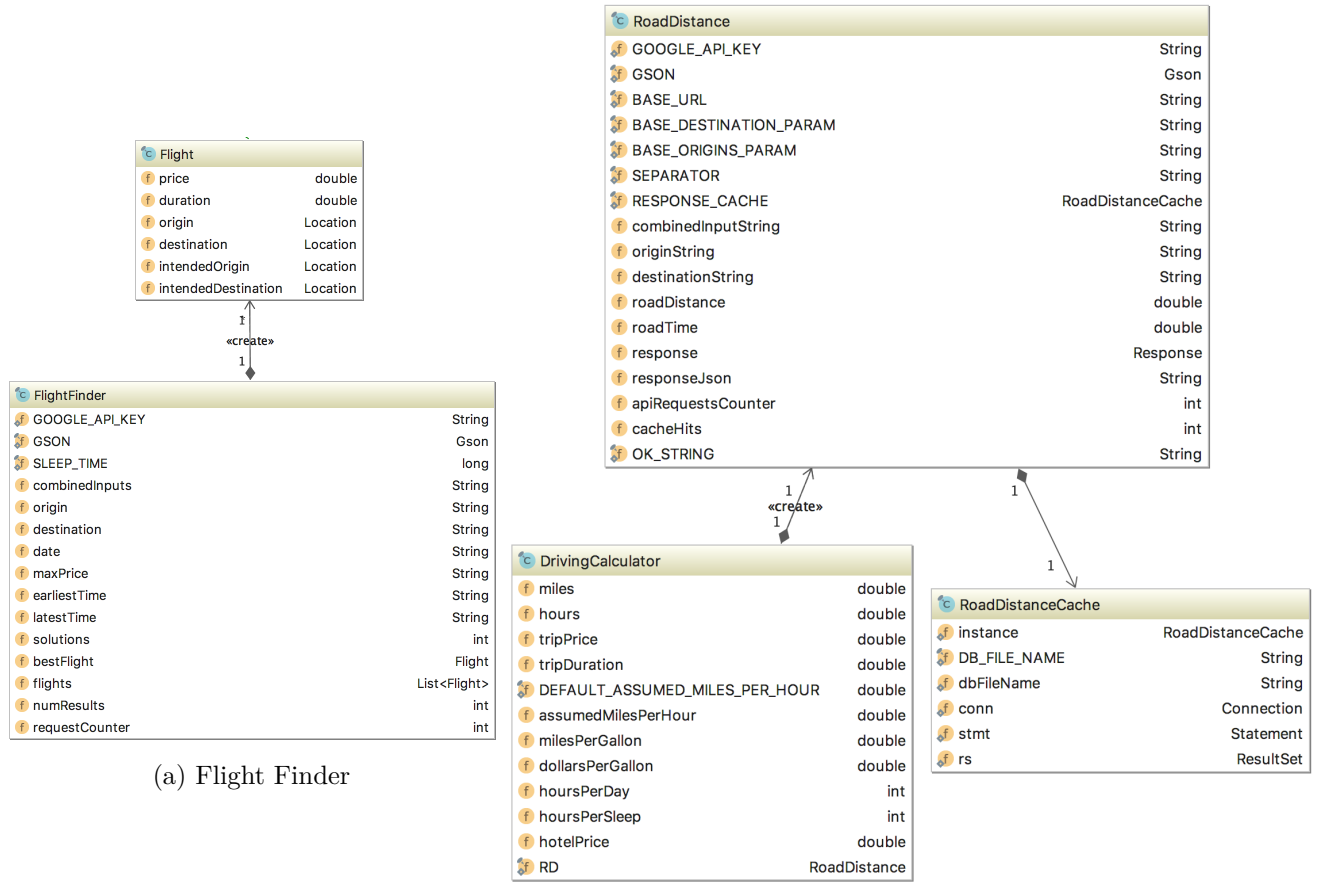 Flight
price double
duration double
origin Location
destination Location
intendedOrigin Location
intendedDestination Location
1
«create»
1
FlightFinder
GOOGLE_API_KEY String
GSON Gson
SLEEP_TIME long
combinedInputs String
origin String
destination String
date String
maxPrice String
earliestTime String
latestTime String
solutions int
bestFlight Flight
flights List<Flight>
numResults int
requestCounter int
(a) Flight Finder
RoadDistance
GOOGLE_API_KEY String
GSON Gson
BASE_URL String
BASE_DESTINATION_PARAM String
BASE_ORIGINS_PARAM String
SEPARATOR String
RESPONSE_CACHE RoadDistanceCache
combinedInputString String
originString String
destinationString String
roadDistance double
roadTime double
response Response
responseJson String
apiRequestsCounter int
cacheHits int
OK_STRING String
1
«create»
1
1
1
DrivingCalculator
miles double
hours double
tripPrice double
tripDuration double
DEFAULT_ASSUMED_MILES_PER_HOUR double
assumedMilesPerHour double
milesPerGallon double
dollarsPerGallon double
hoursPerDay int
hoursPerSleep int
hotelPrice double
RD RoadDistance
RoadDistanceCache
instance RoadDistanceCache
DB_FILE_NAME String
dbFileName String
conn Connection
stmt Statement
rs ResultSet